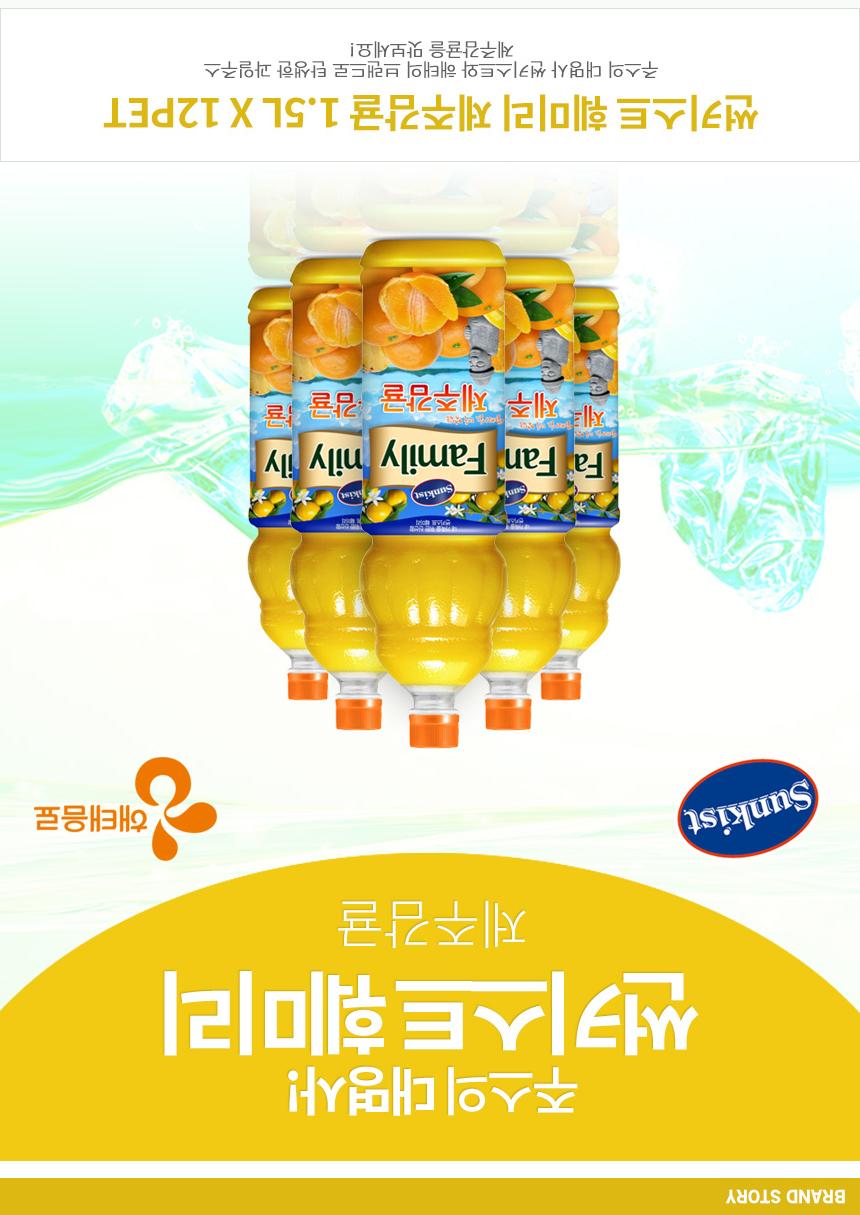 BRAND STORY
주스의 대명사!
썬키스트 훼미리
제주감귤
Sunkist
해태음료
Sunkist
Family
제주감귤
썬키스트 훼미리 제주감귤 1.5L X 12PET
주스의 대명사 썬키스트와 해태의 브랜드로 탄생한 과일주스
제주감귤을 맛보세요!